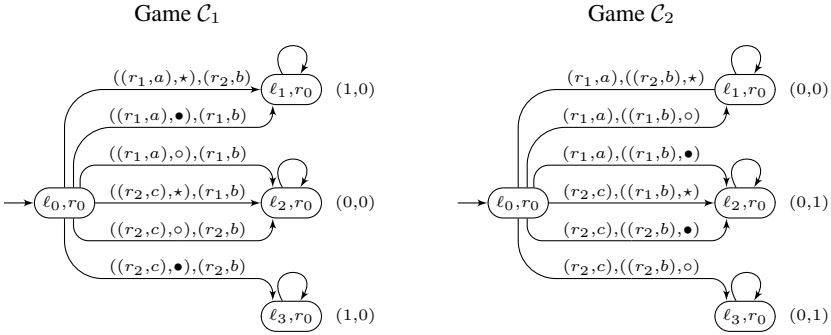 Game C₁
((r₁,a),⋆),(r₂,b)
ℓ₁,r₀ (1,0)
((r₁,a),●),(r₁,b)
((r₁,a),○),(r₁,b)
ℓ₀,r₀ ((r₂,c),⋆),(r₁,b) ℓ₂,r₀ (0,0)
((r₂,c),○),(r₂,b)
((r₂,c),●),(r₂,b)
ℓ₃,r₀ (1,0)
Game C₂
(r₁,a),((r₂,b),⋆)
ℓ₁,r₀ (0,0)
(r₁,a),((r₁,b),○)
(r₁,a),((r₁,b),●)
ℓ₀,r₀ (r₂,c),((r₁,b),⋆) ℓ₂,r₀ (0,1)
(r₂,c),((r₂,b),●)
(r₂,c),((r₂,b),○)
ℓ₃,r₀ (0,1)